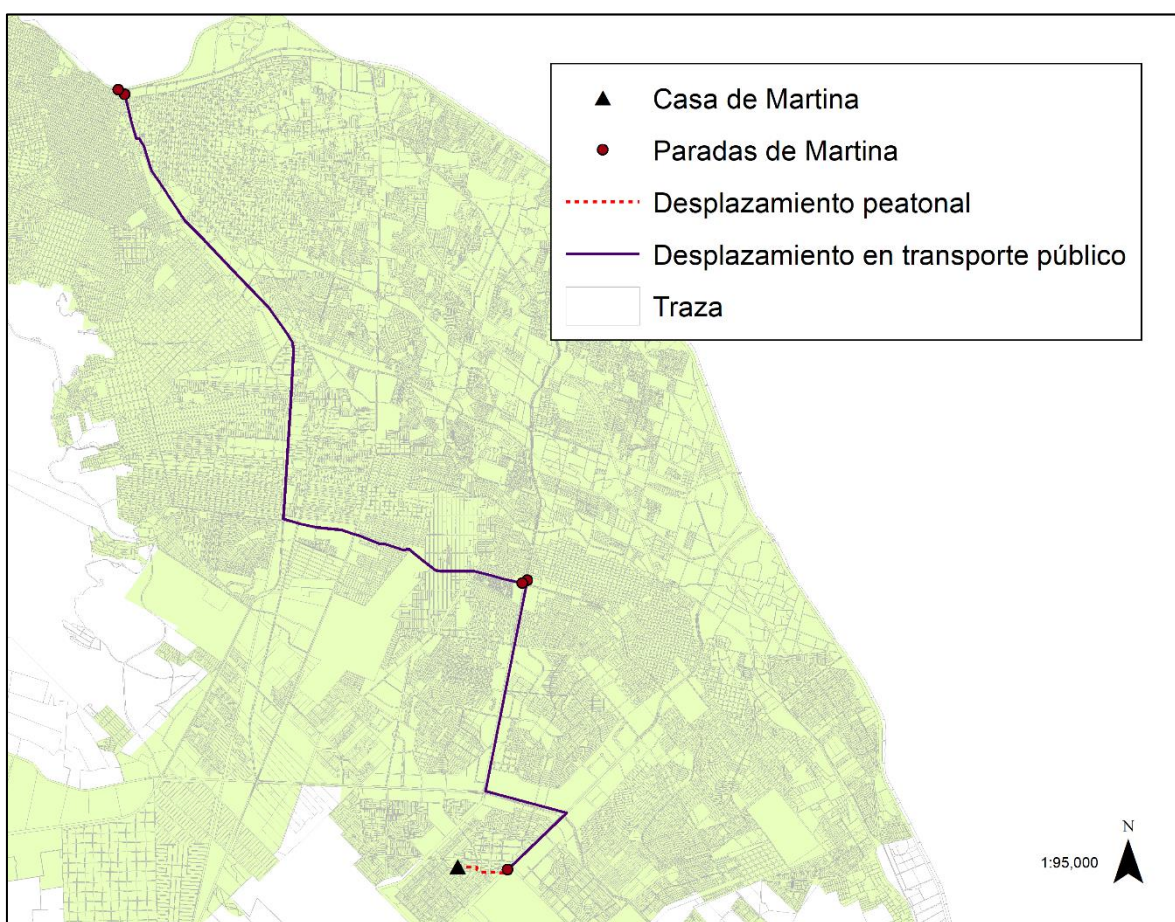 Casa de Martina
Paradas de Martina
Desplazamiento peatonal
Desplazamiento en transporte público
Traza
N
1:95,000